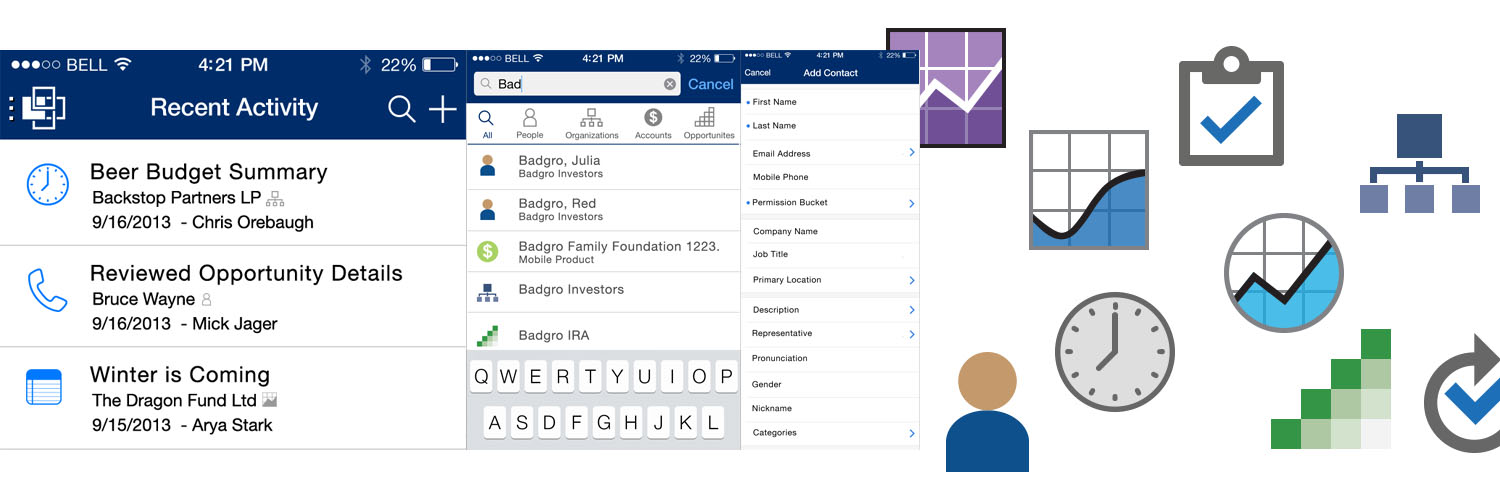 BELL 4:21 PM 22%
Recent Activity
Beer Budget Summary
Backstop Partners LP
9/16/2013 - Chris Orebaugh
Reviewed Opportunity Details
Bruce Wayne
9/16/2013 - Mick Jager
Winter is Coming
The Dragon Fund Ltd
9/15/2013 - Arya Stark
BELL 4:21 PM 22%
Bad Cancel
All People Organizations Accounts Opportunites
Badgro, Julia
Badgro Investors
Badgro, Red
Badgro Investors
$ Badgro Family Foundation 1223.
Mobile Product
Badgro Investors
Badgro IRA
Q W E R T Y U I O P
A S D F G H J K L
BELL 4:21 PM 22%
Cancel Add Contact
First Name
Last Name
Email Address
Mobile Phone
Permission Bucket
Company Name
Job Title
Primary Location
Description
Representative
Pronunciation
Gender
Nickname
Categories